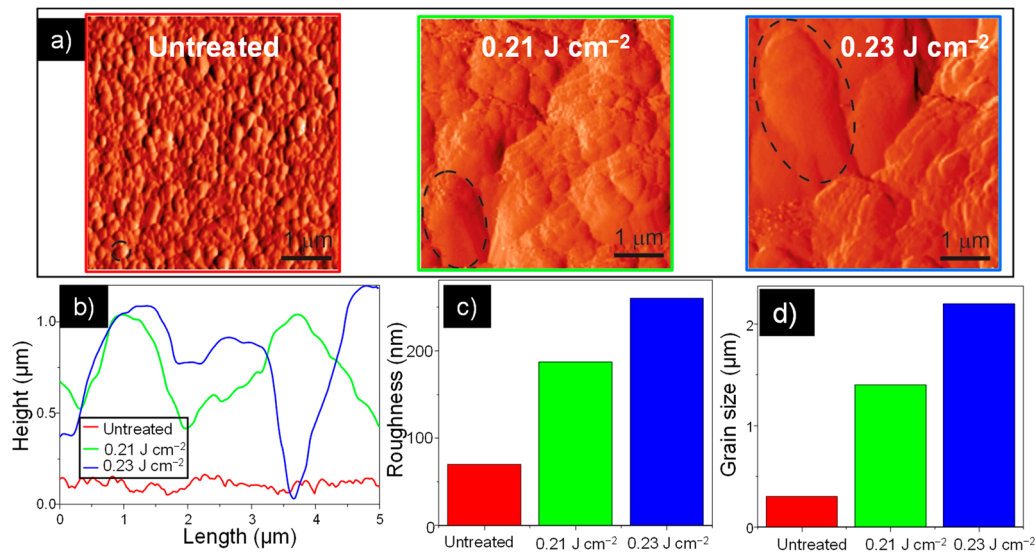 a)
Untreated
0.21 J cm⁻²
0.23 J cm⁻²
1 μm
1 μm
1 μm
b)
Height (μm)
1.0
0.5
0.0
Untreated
0.21 J cm⁻²
0.23 J cm⁻²
0 1 2 3 4 5
Length (μm)
c)
Roughness (nm)
200
100
0
Untreated 0.21 J cm⁻² 0.23 J cm⁻²
d)
Grain size (μm)
2
1
0
Untreated 0.21 J cm⁻² 0.23 J cm⁻²